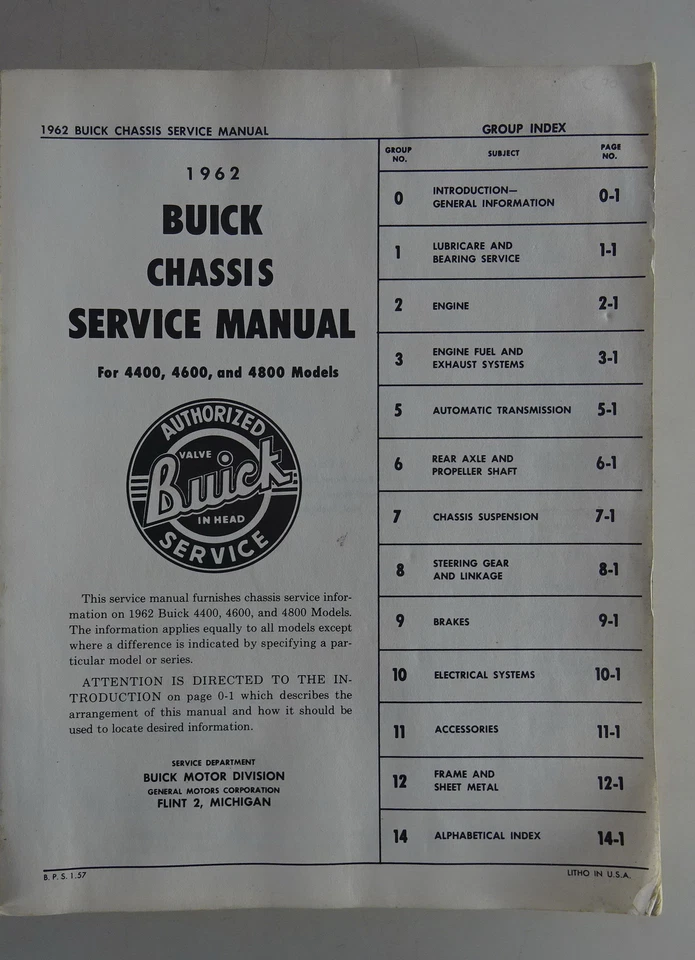 1962 BUICK CHASSIS SERVICE MANUAL
1962
BUICK
CHASSIS
SERVICE MANUAL
For 4400, 4600, and 4800 Models
AUTHORIZED
VALVE
Buick
IN HEAD
SERVICE
This service manual furnishes chassis service infor-
mation on 1962 Buick 4400, 4600, and 4800 Models.
The information applies equally to all models except
where a difference is indicated by specifying a par-
ticular model or series.
ATTENTION IS DIRECTED TO THE IN-
TRODUCTION on page 0-1 which describes the
arrangement of this manual and how it should be
used to locate desired information.
SERVICE DEPARTMENT
BUICK MOTOR DIVISION
GENERAL MOTORS CORPORATION
FLINT 2, MICHIGAN
B. P. S. 1.57
GROUP INDEX
GROUP NO. SUBJECT PAGE NO.
0 INTRODUCTION—
GENERAL INFORMATION 0-1
1 LUBRICARE AND
BEARING SERVICE 1-1
2 ENGINE 2-1
3 ENGINE FUEL AND
EXHAUST SYSTEMS 3-1
5 AUTOMATIC TRANSMISSION 5-1
6 REAR AXLE AND
PROPELLER SHAFT 6-1
7 CHASSIS SUSPENSION 7-1
8 STEERING GEAR
AND LINKAGE 8-1
9 BRAKES 9-1
10 ELECTRICAL SYSTEMS 10-1
11 ACCESSORIES 11-1
12 FRAME AND
SHEET METAL 12-1
14 ALPHABETICAL INDEX 14-1
LITHO IN U.S.A.